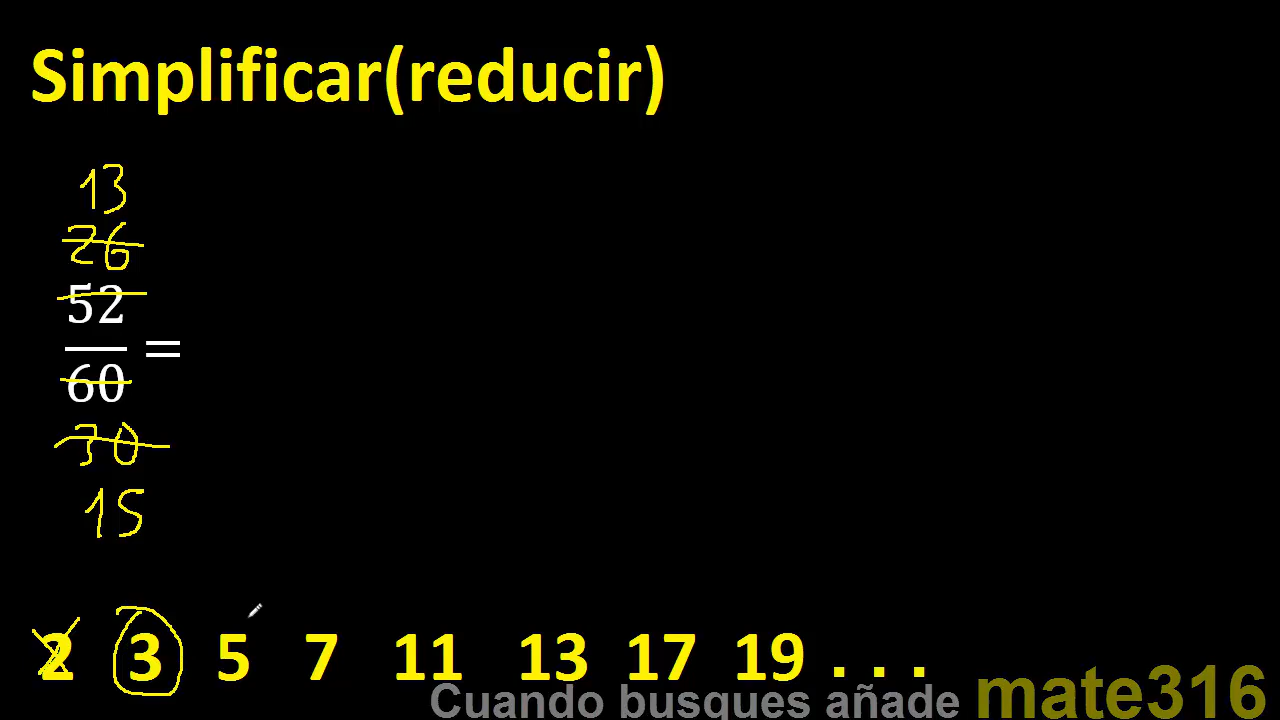 Simplificar(reducir)
13
26
52
=
60
30
15
2 3 5 7 11 13 17 19 . . .
Cuando busques añade mate316